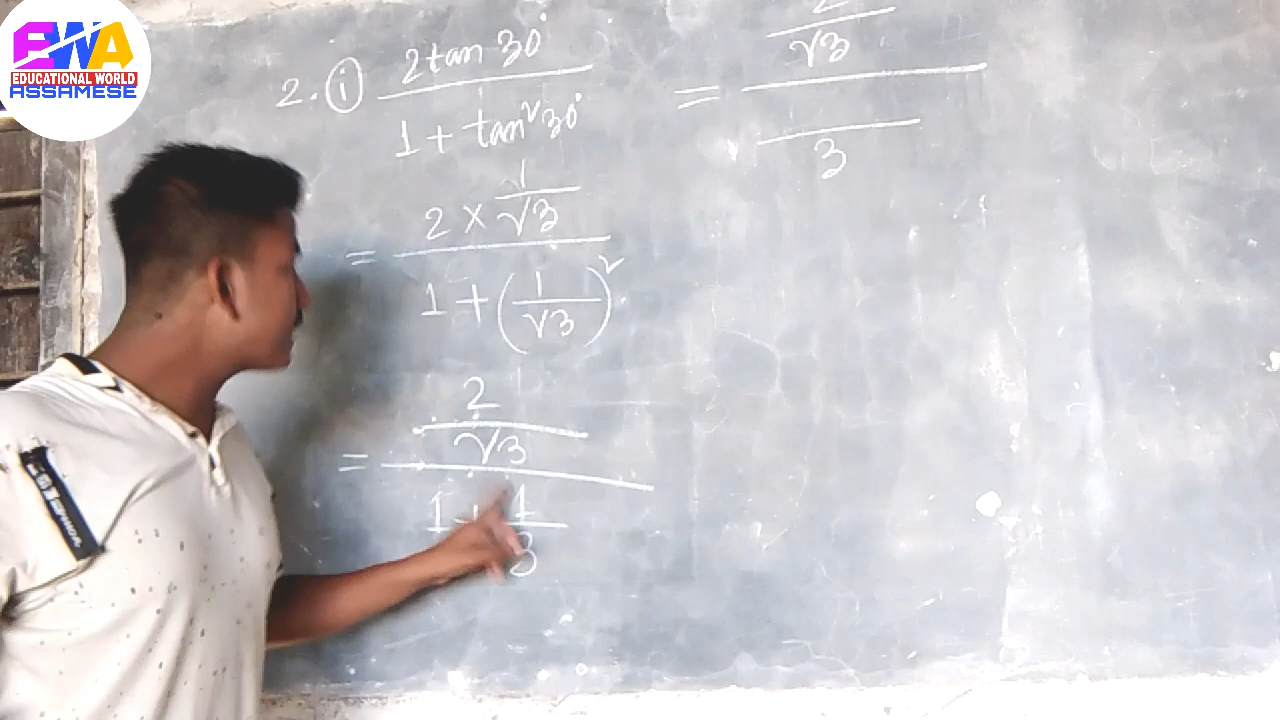 EWA
EDUCATIONAL WORLD
ASSAMESE
2. (i) 2tan 30° / 1 + tan²30°
= 2 × 1/√3 / 1 + (1/√3)²
= 2/√3 / 1 + 1/3
= 2/√3 / /3